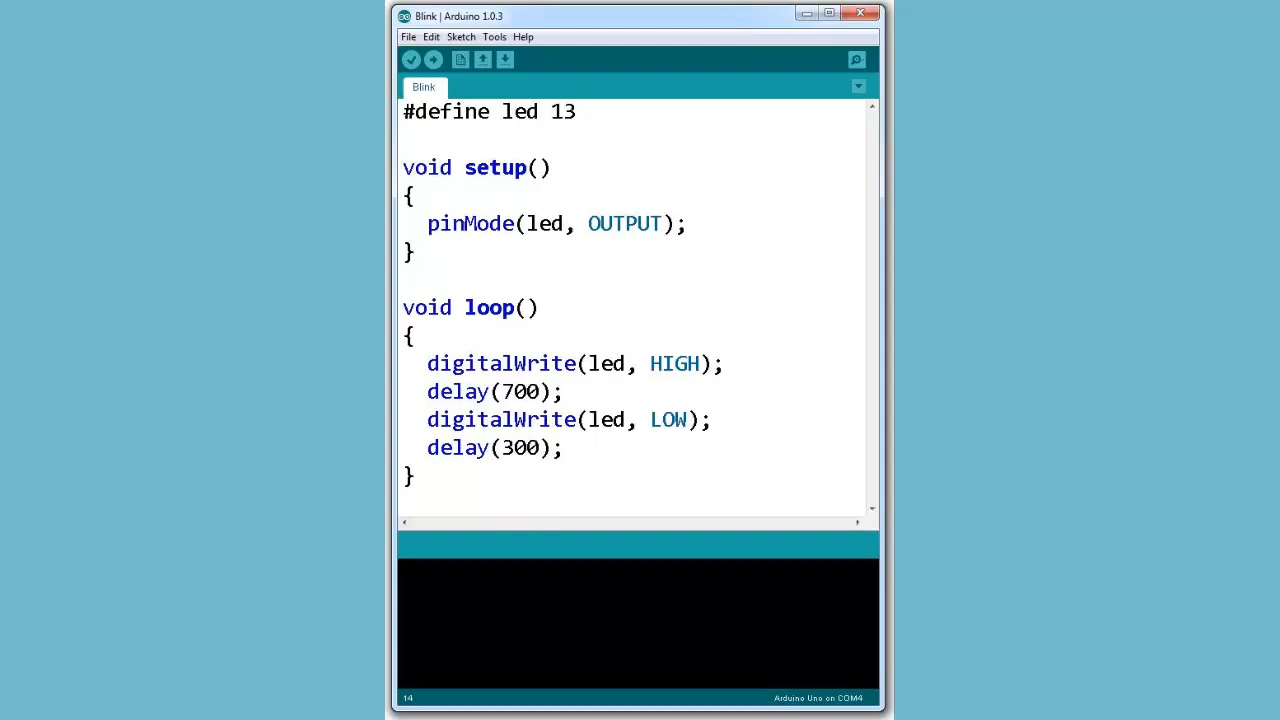 Blink | Arduino 1.0.3
File Edit Sketch Tools Help
Blink
#define led 13
void setup()
{
  pinMode(led, OUTPUT);
}
void loop()
{
  digitalWrite(led, HIGH);
  delay(700);
  digitalWrite(led, LOW);
  delay(300);
}
14 Arduino Uno on COM4